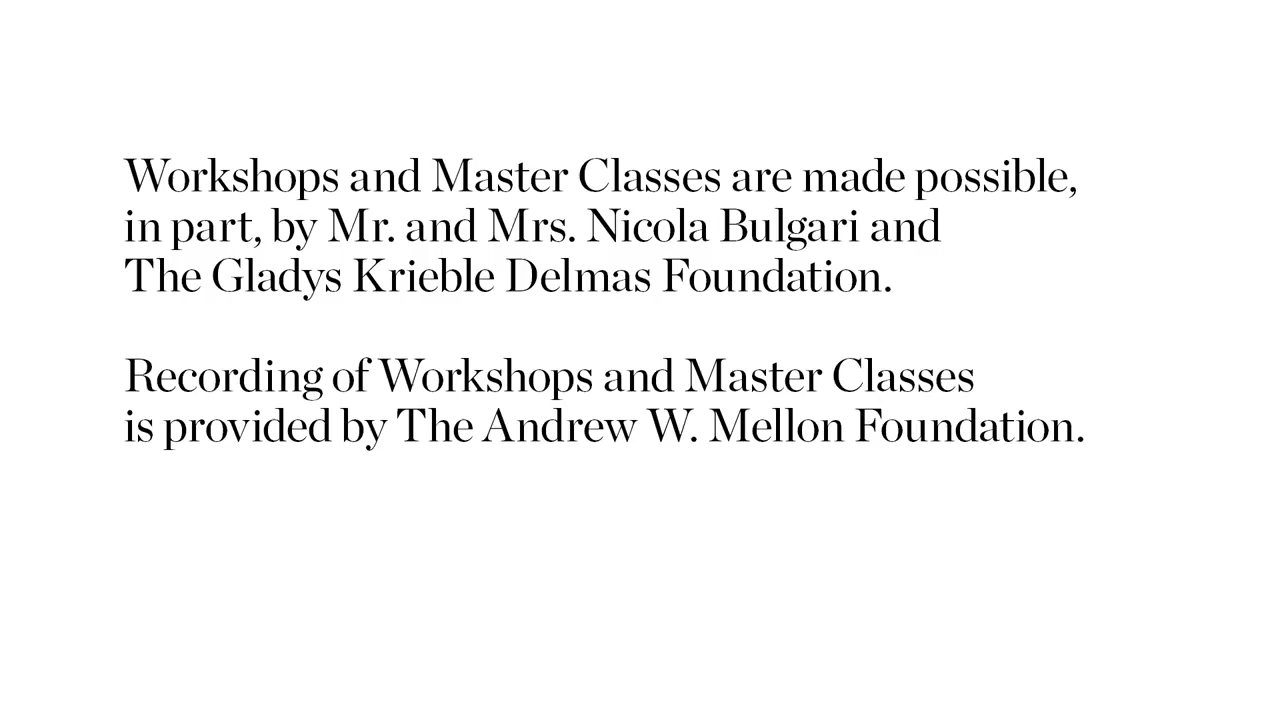 Workshops and Master Classes are made possible,
in part, by Mr. and Mrs. Nicola Bulgari and
The Gladys Krieble Delmas Foundation.
Recording of Workshops and Master Classes
is provided by The Andrew W. Mellon Foundation.